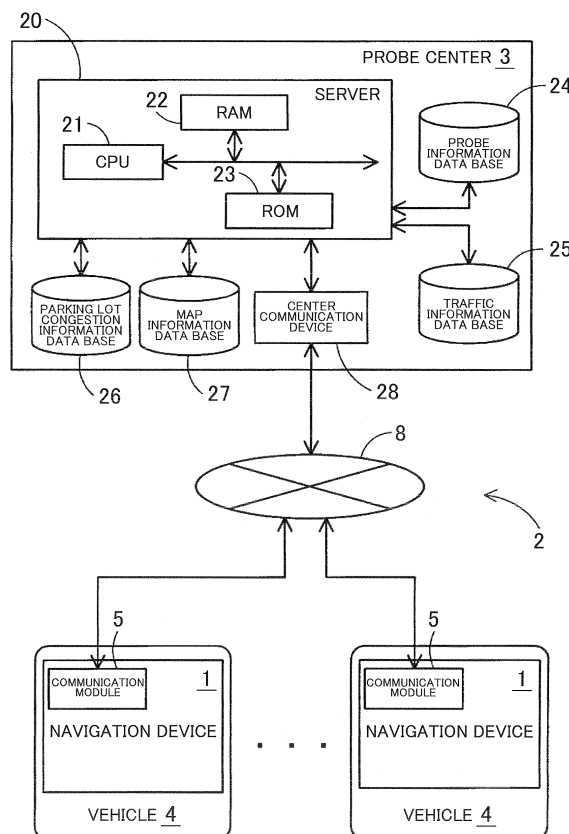 20
PROBE CENTER 3
SERVER
24
22
RAM
21
CPU
PROBE
INFORMATION
DATA BASE
23
ROM
25
PARKING LOT
CONGESTION
INFORMATION
DATA BASE
MAP
INFORMATION
DATA BASE
CENTER
COMMUNICATION
DEVICE
TRAFFIC
INFORMATION
DATA BASE
26
27
28
8
2
5
COMMUNICATION
MODULE
1
NAVIGATION DEVICE
VEHICLE 4
. . .
5
COMMUNICATION
MODULE
1
NAVIGATION DEVICE
VEHICLE 4